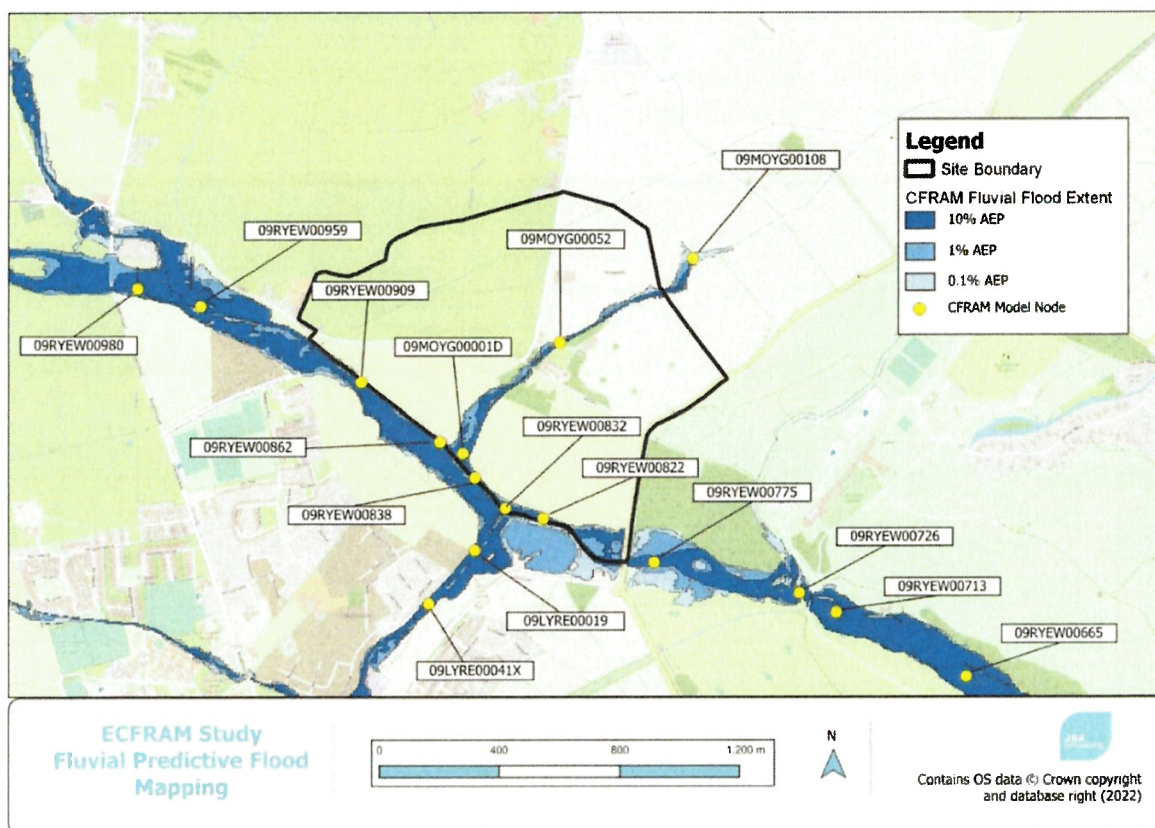 Legend
Site Boundary
CFRAM Fluvial Flood Extent
10% AEP
1% AEP
0.1% AEP
CFRAM Model Node
09MOYG00108
09RYEW00959
09MOYG00052
09RYEW00909
09RYEW00980
09MOYG00001D
09RYEW00832
09RYEW00862
09RYEW00822
09RYEW00775
09RYEW00838
09RYEW00726
09RYEW00713
09LYRE00019
09RYEW00665
09LYRE00041X
ECFRAM Study
Fluvial Predictive Flood
Mapping
0 400 800 1,200 m
N
JBA
consulting
Contains OS data © Crown copyright
and database right (2022)